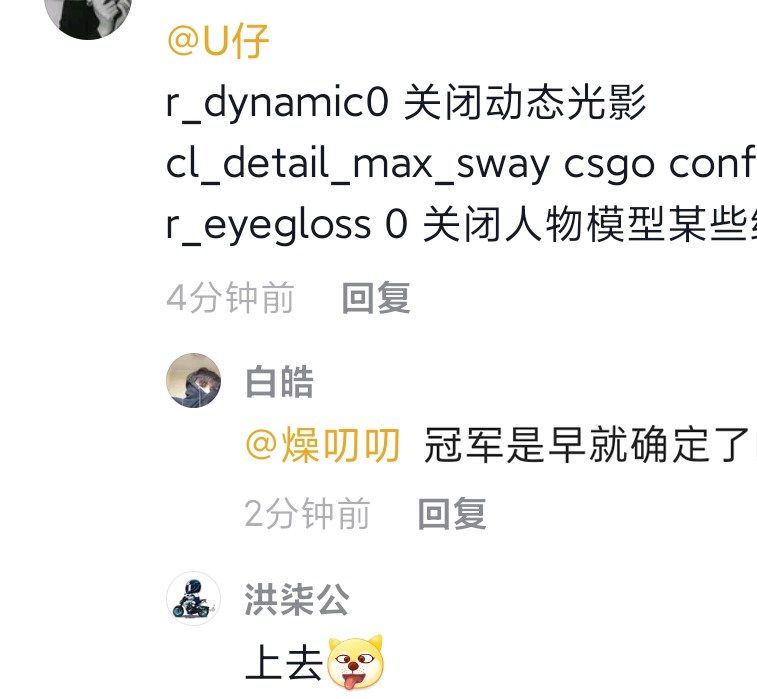 @U仔
r_dynamic0 关闭动态光影
cl_detail_max_sway csgo conf
r_eyegloss 0 关闭人物模型某些
4分钟前 回复
白皓
@燥叨叨 冠军是早就确定了
2分钟前 回复
洪柒公
上去